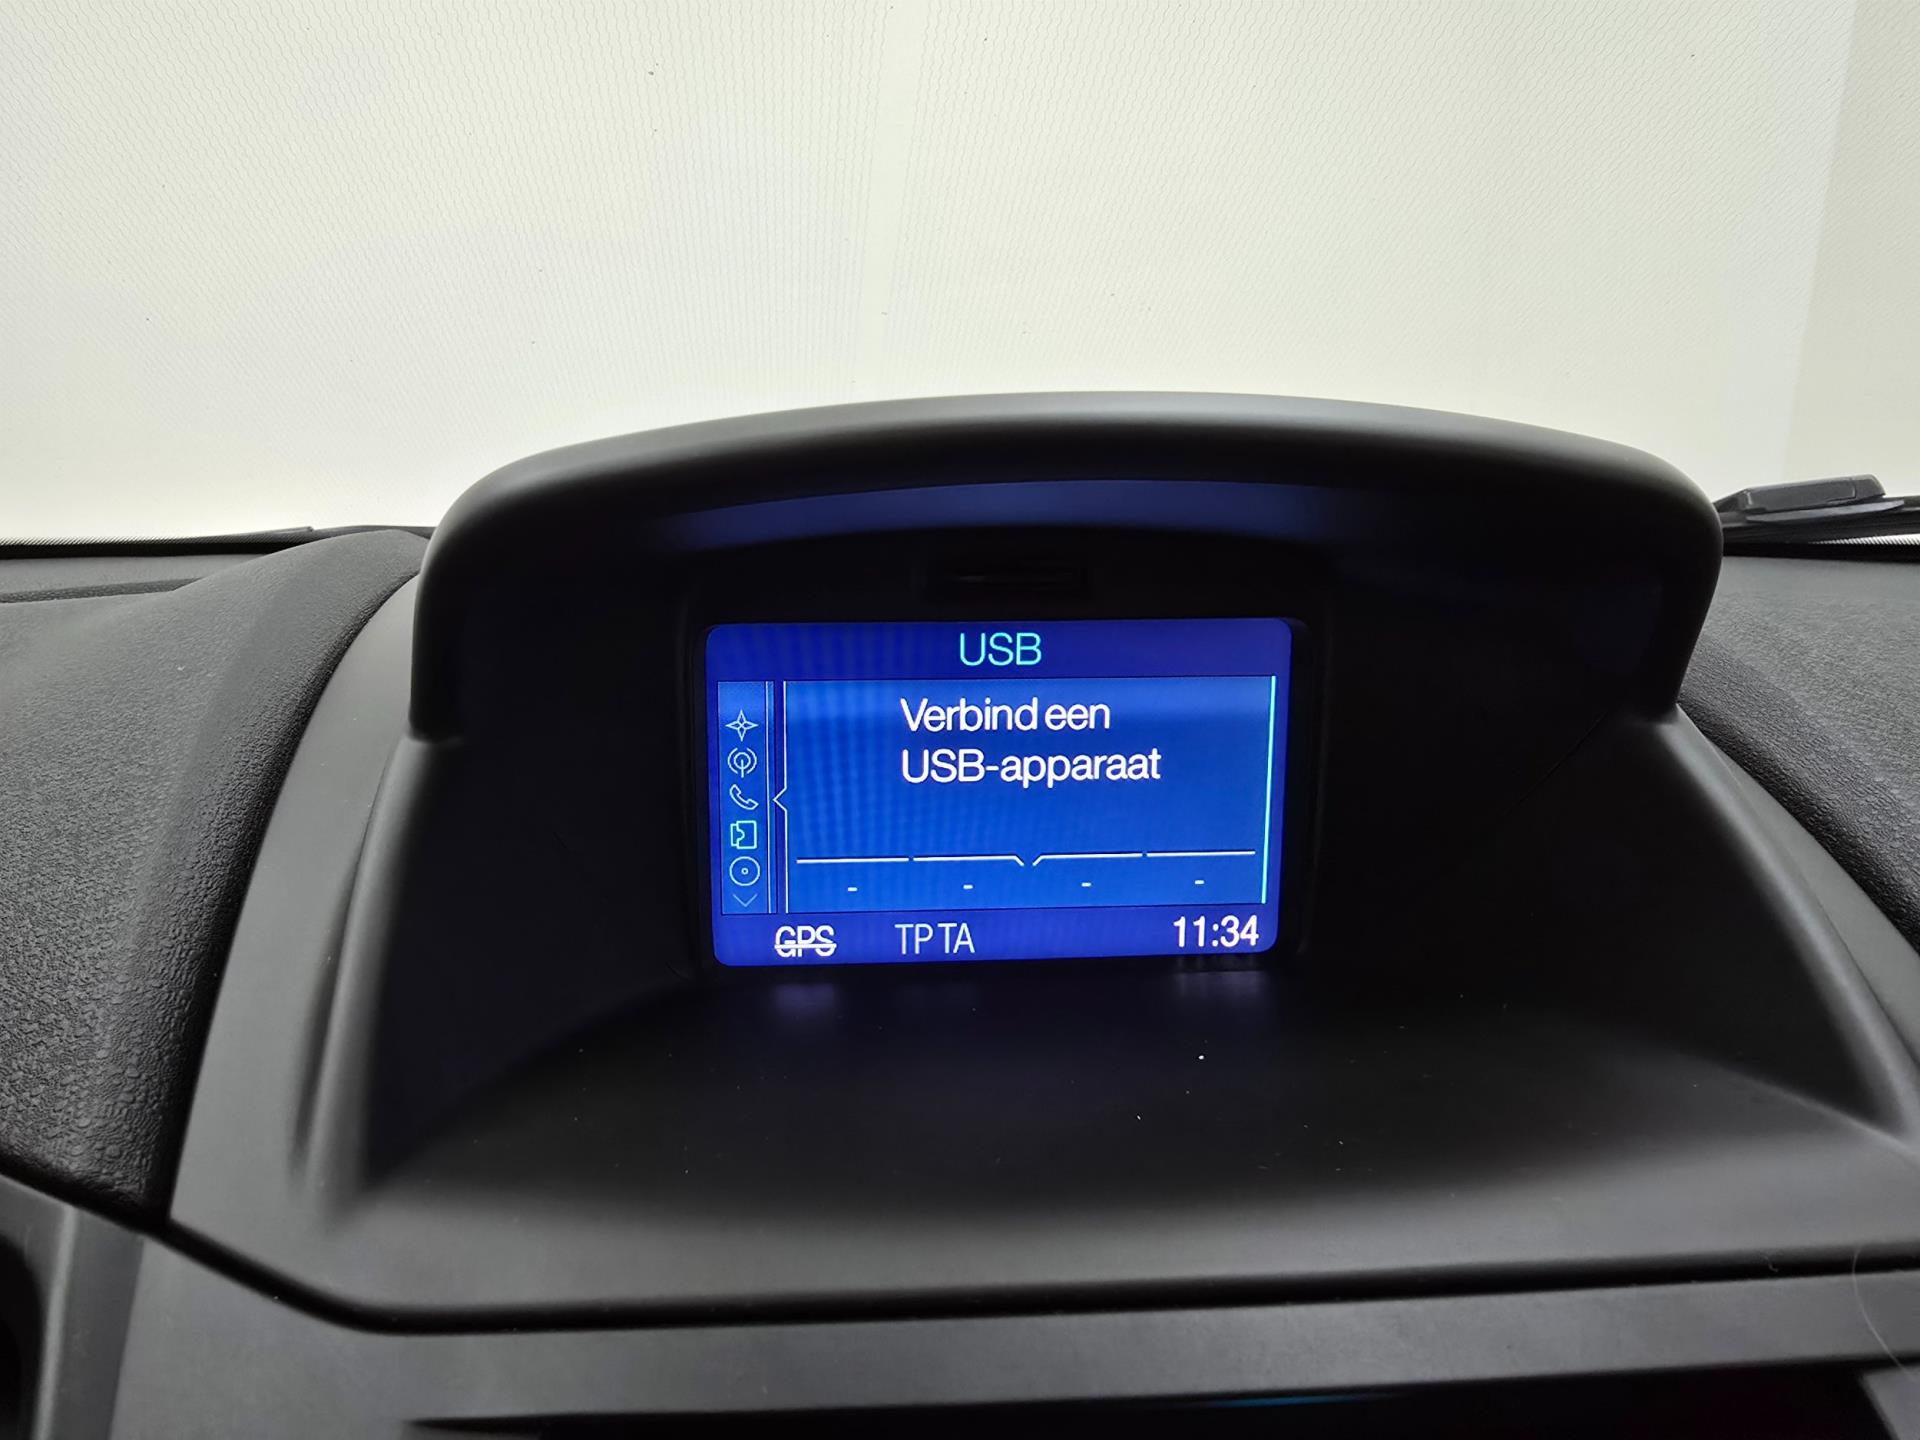 USB
Verbind een
USB-apparaat
- - - -
GPS TP TA 11:34